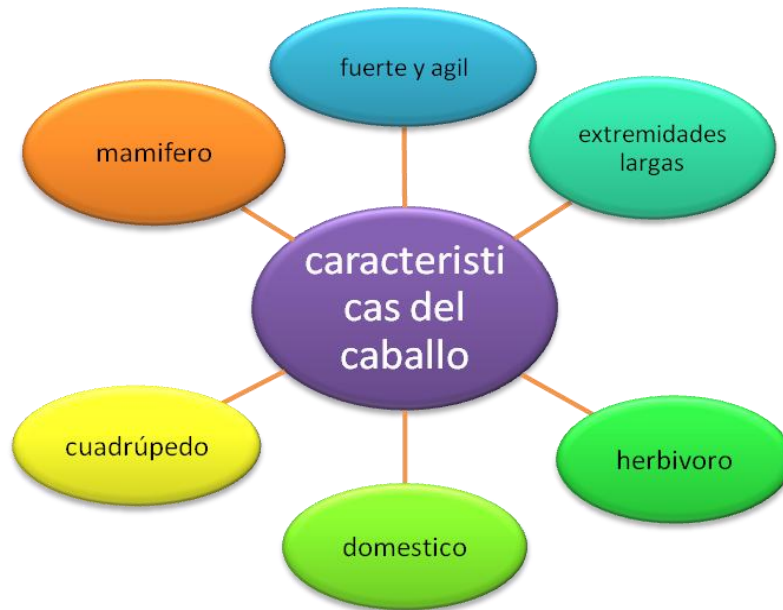 fuerte y agil
mamifero
extremidades
largas
caracteristi
cas del
caballo
cuadrúpedo
herbivoro
domestico